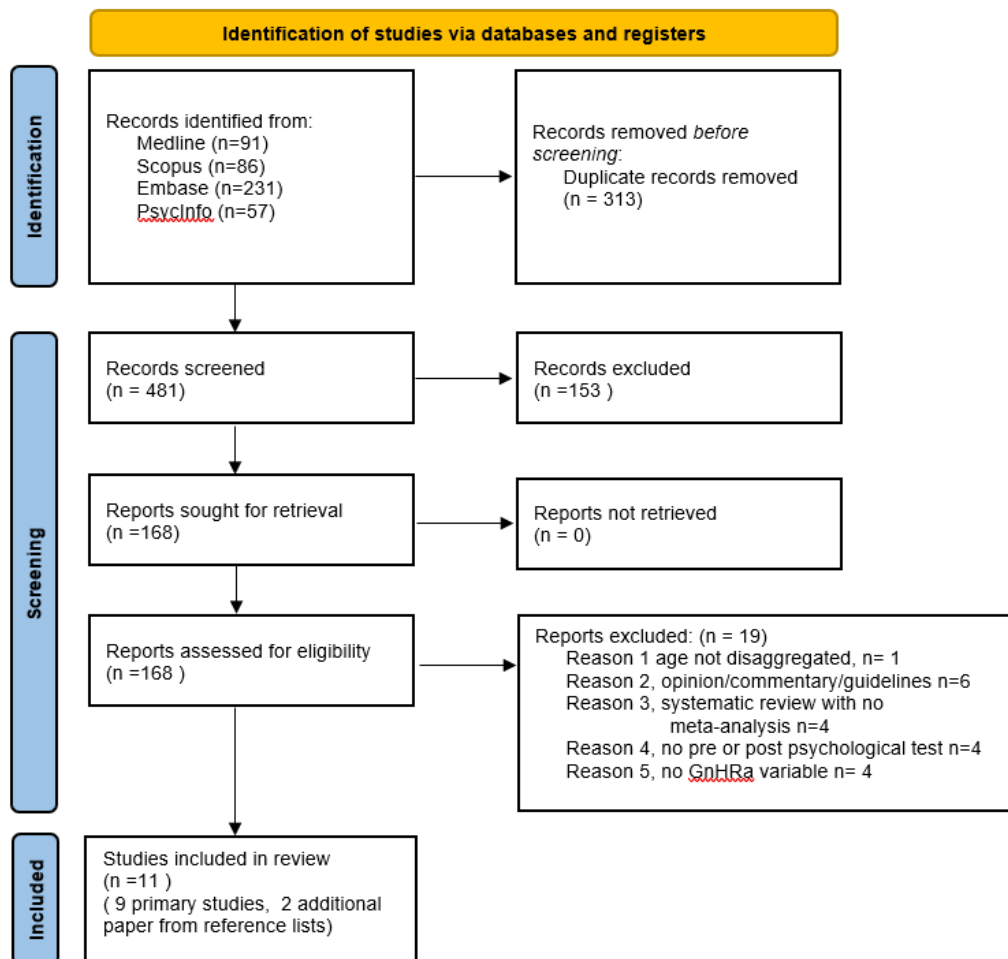 Identification of studies via databases and registers
Identification
Records identified from:
Medline (n=91)
Scopus (n=86)
Embase (n=231)
PsycInfo (n=57)
Records removed before
screening:
Duplicate records removed
(n = 313)
Screening
Records screened
(n = 481)
Records excluded
(n =153 )
Reports sought for retrieval
(n =168)
Reports not retrieved
(n = 0)
Reports assessed for eligibility
(n =168 )
Reports excluded: (n = 19)
Reason 1 age not disaggregated, n= 1
Reason 2, opinion/commentary/guidelines n=6
Reason 3, systematic review with no
meta-analysis n=4
Reason 4, no pre or post psychological test n=4
Reason 5, no GnHRa variable n= 4
Included
Studies included in review
(n =11 )
( 9 primary studies, 2 additional
paper from reference lists)